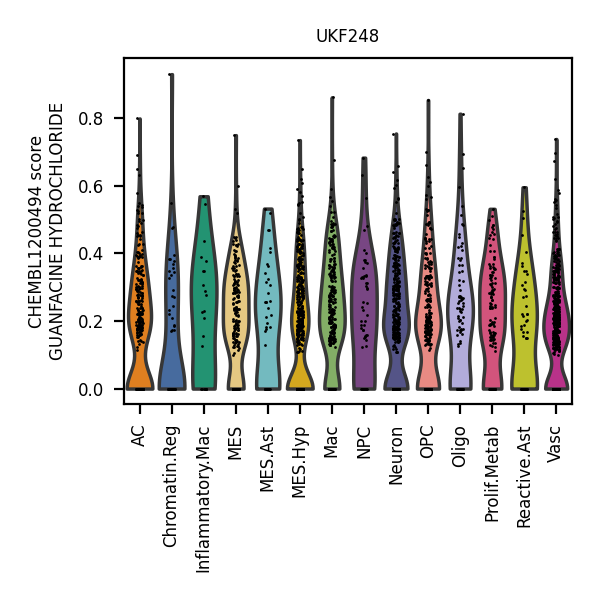 UKF248
CHEMBL1200494 score
GUANFACINE HYDROCHLORIDE
0.8
0.6
0.4
0.2
0.0
AC
Chromatin.Reg
Inflammatory.Mac
MES
MES.Ast
MES.Hyp
Mac
NPC
Neuron
OPC
Oligo
Prolif.Metab
Reactive.Ast
Vasc